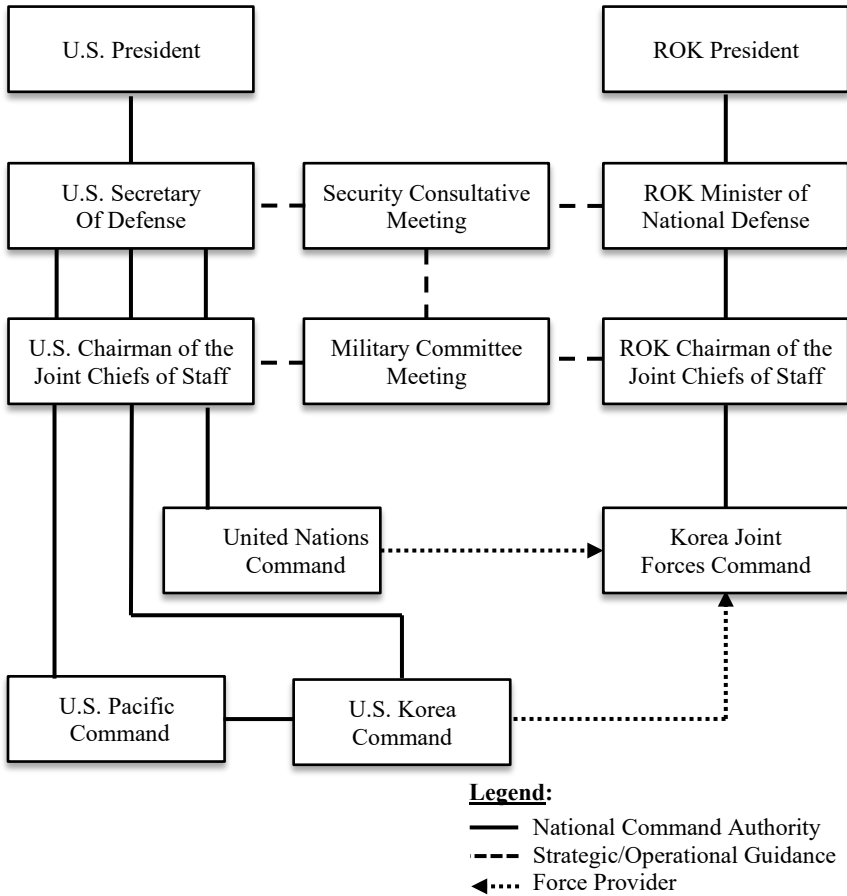 U.S. President
ROK President
U.S. Secretary
Of Defense
Security Consultative
Meeting
ROK Minister of
National Defense
U.S. Chairman of the
Joint Chiefs of Staff
Military Committee
Meeting
ROK Chairman of the
Joint Chiefs of Staff
United Nations
Command
Korea Joint
Forces Command
U.S. Pacific
Command
U.S. Korea
Command
Legend:
National Command Authority
Strategic/Operational Guidance
Force Provider